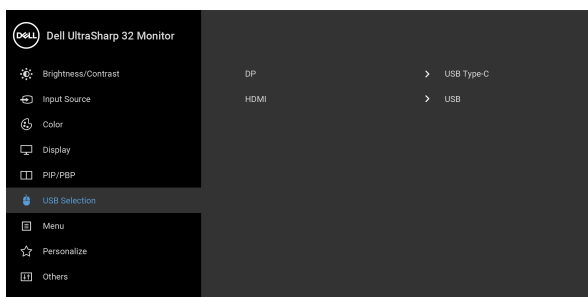 DELL Dell UltraSharp 32 Monitor
Brightness/Contrast DP USB Type-C
Input Source HDMI USB
Color
Display
PIP/PBP
USB Selection
Menu
Personalize
Others